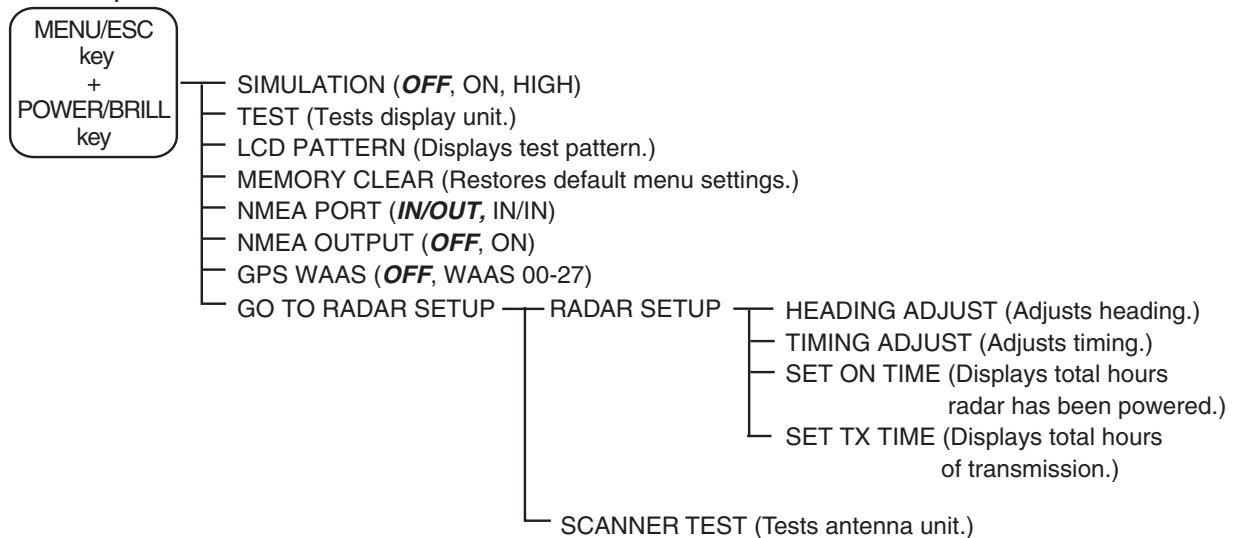 MENU/ESC
key
+
POWER/BRILL
key
SIMULATION (OFF, ON, HIGH)
TEST (Tests display unit.)
LCD PATTERN (Displays test pattern.)
MEMORY CLEAR (Restores default menu settings.)
NMEA PORT (IN/OUT, IN/IN)
NMEA OUTPUT (OFF, ON)
GPS WAAS (OFF, WAAS 00-27)
GO TO RADAR SETUP
RADAR SETUP
HEADING ADJUST (Adjusts heading.)
TIMING ADJUST (Adjusts timing.)
SET ON TIME (Displays total hours
radar has been powered.)
SET TX TIME (Displays total hours
of transmission.)
SCANNER TEST (Tests antenna unit.)